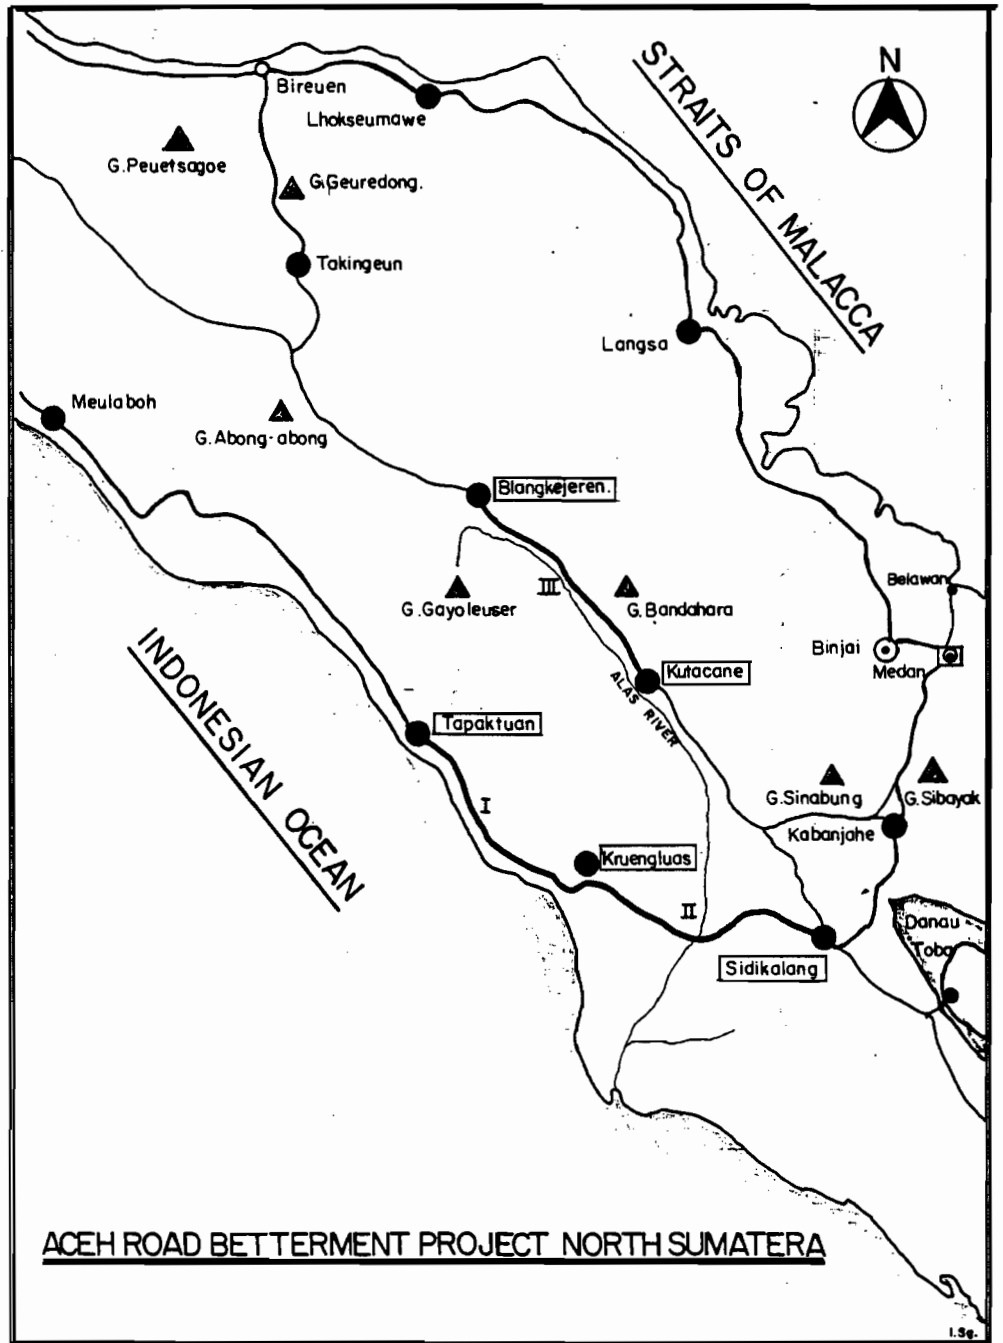 N
STRAITS OF MALACCA
Bireuen
Lhokseumawe
G.Peuetsagoe
G.Geuredong.
Takingeun
Langsa
Meulaboh
G.Abong-abong
Blangkejeren.
III
G.Gayoleuser
G.Bandahara
Belawan
Binjai
Medan
INDONESIAN OCEAN
Kutacane
ALAS RIVER
Tapaktuan
I
G.Sinabung
G.Sibayak
Kabanjahe
Kruengluas
II
Danau
Toba
Sidikalang
ACEH ROAD BETTERMENT PROJECT NORTH SUMATERA
I.Sg.